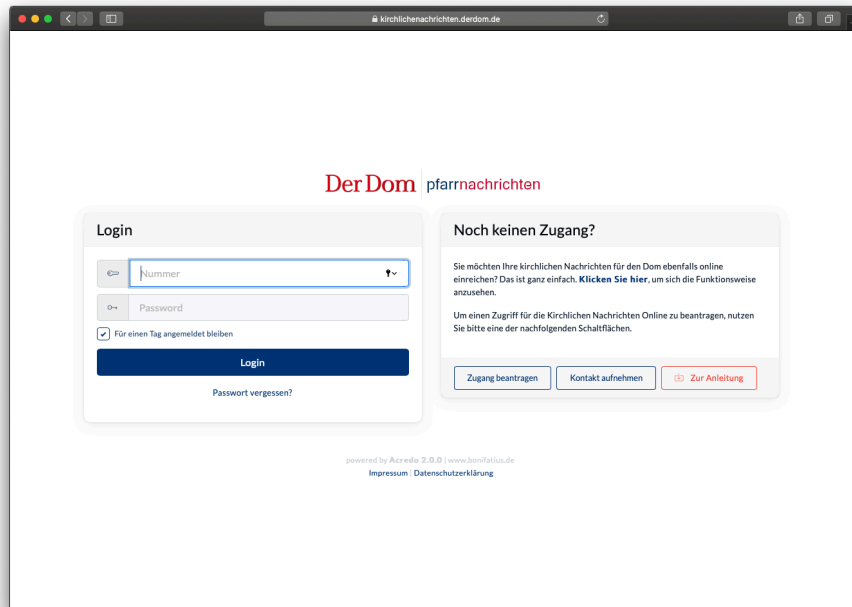 kirchlichenachrichten.derdom.de
Der Dom pfarrnachrichten
Login
Nummer
Password
Für einen Tag angemeldet bleiben
Login
Passwort vergessen?
Noch keinen Zugang?
Sie möchten Ihre kirchlichen Nachrichten für den Dom ebenfalls online
einreichen? Das ist ganz einfach. Klicken Sie hier, um sich die Funktionsweise
anzusehen.
Um einen Zugriff für die Kirchlichen Nachrichten Online zu beantragen, nutzen
Sie bitte eine der nachfolgenden Schaltflächen.
Zugang beantragen
Kontakt aufnehmen
Zur Anleitung
powered by Acredo 2.0.0 | www.bonifatius.de
Impressum | Datenschutzerklärung